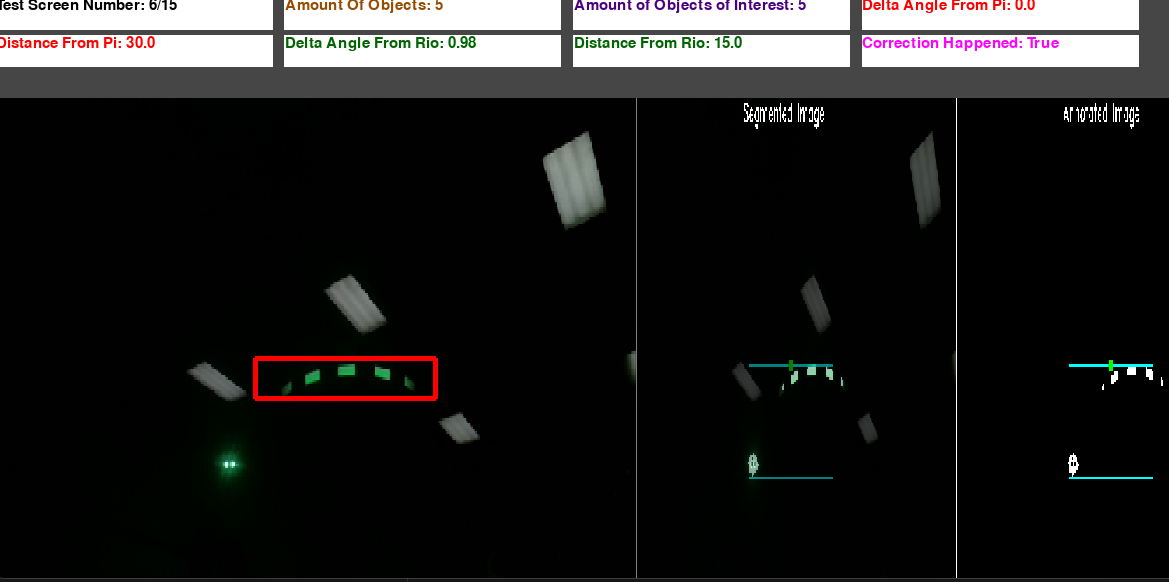 Test Screen Number: 6/15
Amount Of Objects: 5
Amount of Objects of Interest: 5
Delta Angle From Pi: 0.0
Distance From Pi: 30.0
Delta Angle From Rio: 0.98
Distance From Rio: 15.0
Correction Happened: True
Segmented Image
Annotated Image